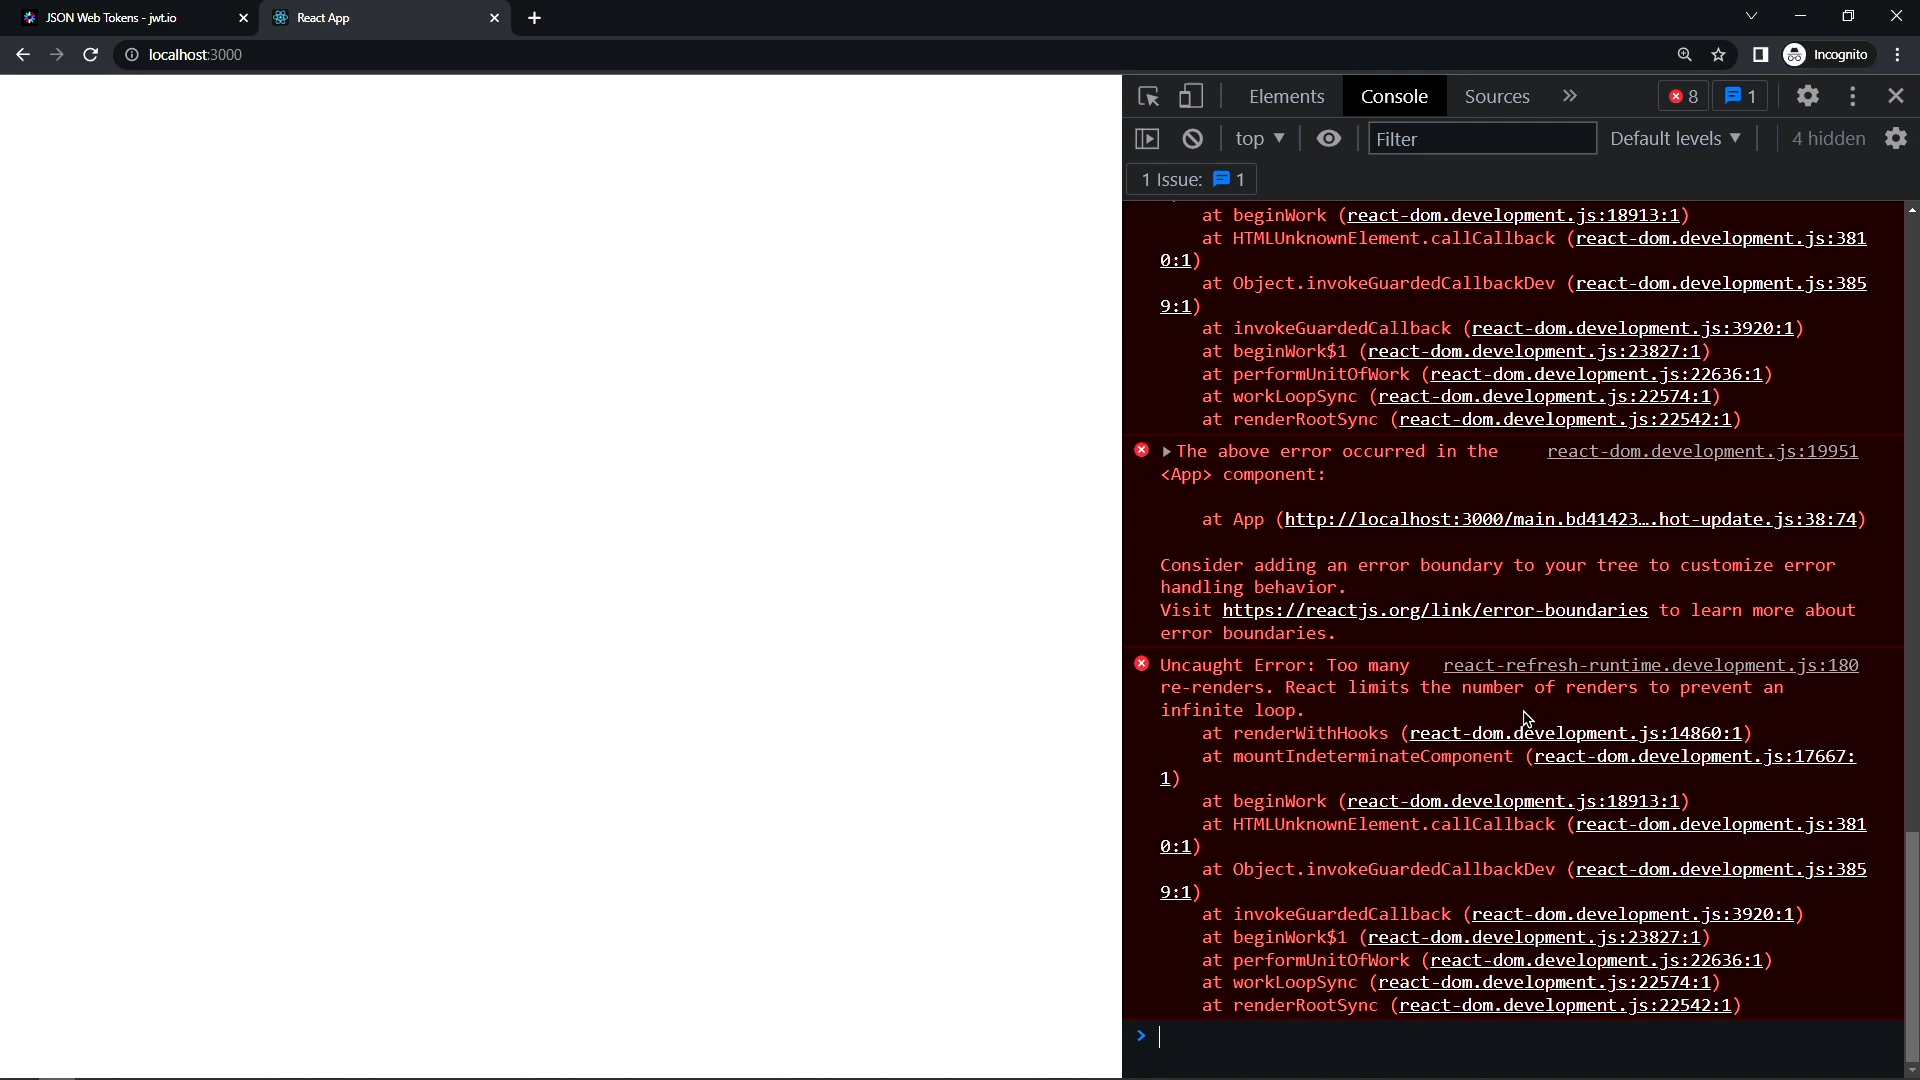 JSON Web Tokens - jwt.io
React App
localhost:3000
Incognito
Elements
Console
Sources
8
1
top
Filter
Default levels
4 hidden
1 Issue: 1
at beginWork (react-dom.development.js:18913:1)
at HTMLUnknownElement.callCallback (react-dom.development.js:381
0:1)
at Object.invokeGuardedCallbackDev (react-dom.development.js:385
9:1)
at invokeGuardedCallback (react-dom.development.js:3920:1)
at beginWork$1 (react-dom.development.js:23827:1)
at performUnitOfWork (react-dom.development.js:22636:1)
at workLoopSync (react-dom.development.js:22574:1)
at renderRootSync (react-dom.development.js:22542:1)
The above error occurred in the react-dom.development.js:19951
<App> component:
at App (http://localhost:3000/main.bd41423….hot-update.js:38:74)
Consider adding an error boundary to your tree to customize error
handling behavior.
Visit https://reactjs.org/link/error-boundaries to learn more about
error boundaries.
Uncaught Error: Too many react-refresh-runtime.development.js:180
re-renders. React limits the number of renders to prevent an
infinite loop.
at renderWithHooks (react-dom.development.js:14860:1)
at mountIndeterminateComponent (react-dom.development.js:17667:
1)
at beginWork (react-dom.development.js:18913:1)
at HTMLUnknownElement.callCallback (react-dom.development.js:381
0:1)
at Object.invokeGuardedCallbackDev (react-dom.development.js:385
9:1)
at invokeGuardedCallback (react-dom.development.js:3920:1)
at beginWork$1 (react-dom.development.js:23827:1)
at performUnitOfWork (react-dom.development.js:22636:1)
at workLoopSync (react-dom.development.js:22574:1)
at renderRootSync (react-dom.development.js:22542:1)